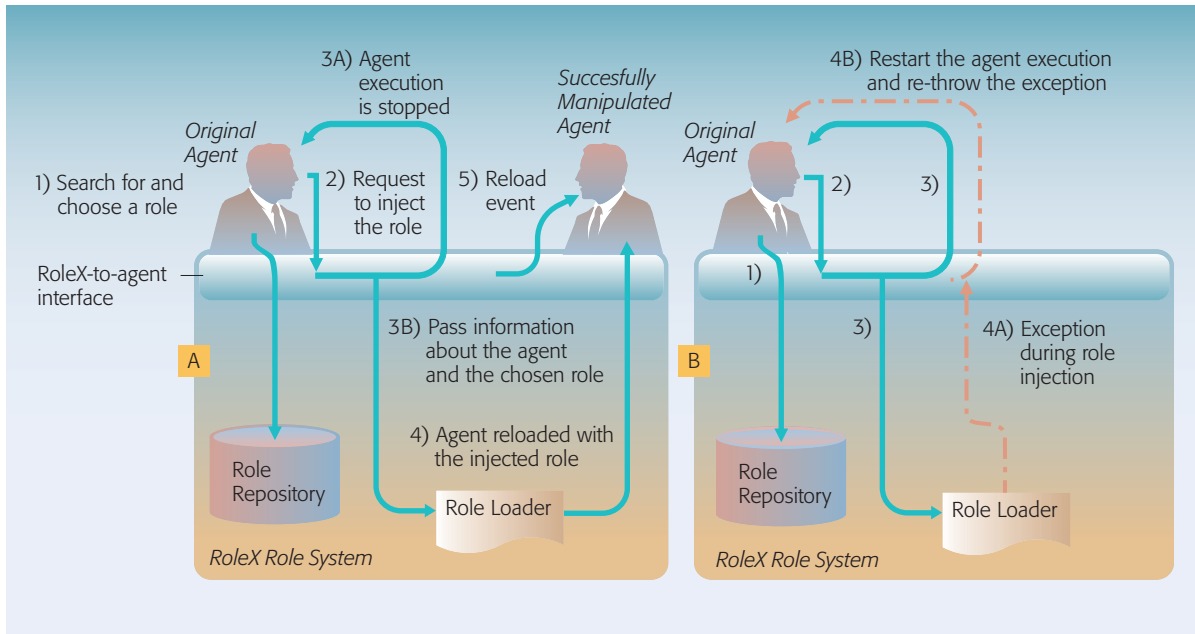 3A) Agent
execution
is stopped
Succesfully
Manipulated
Agent
Original
Agent
1) Search for and
choose a role
2) Request
to inject
the role
5) Reload
event
RoleX-to-agent
interface
3B) Pass information
about the agent
and the chosen role
A
4) Agent reloaded with
the injected role
Role
Repository
Role Loader
RoleX Role System
4B) Restart the agent execution
and re-throw the exception
Original
Agent
2)
3)
1)
3)
4A) Exception
during role
injection
B
Role
Repository
Role Loader
RoleX Role System